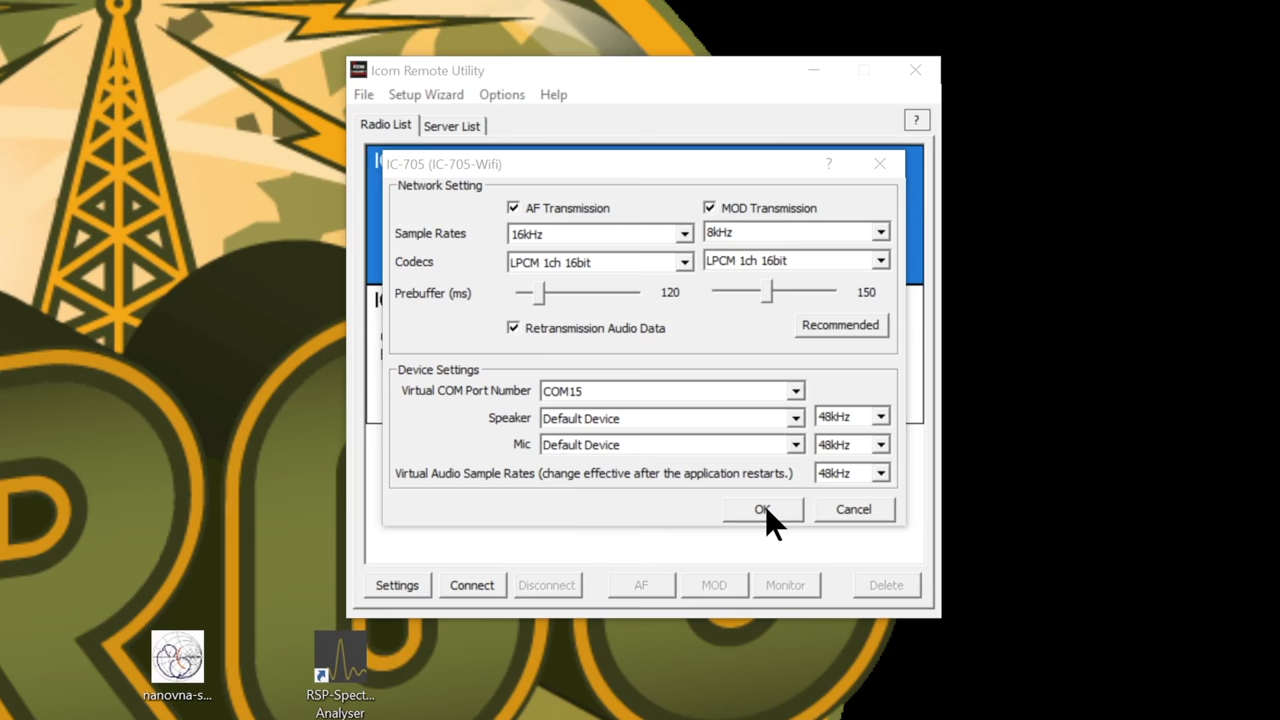 Icom Remote Utility
File Setup Wizard Options Help
Radio List Server List ?
IC-705 (IC-705-Wifi) ?
Network Setting
AF Transmission MOD Transmission
Sample Rates 16kHz 8kHz
Codecs LPCM 1ch 16bit LPCM 1ch 16bit
Prebuffer (ms) 120 150
Retransmission Audio Data Recommended
Device Settings
Virtual COM Port Number COM15
Speaker Default Device 48kHz
Mic Default Device 48kHz
Virtual Audio Sample Rates (change effective after the application restarts.) 48kHz
OK Cancel
Settings Connect Disconnect AF MOD Monitor Delete
nanovna-s...
RSP-Spect...
Analyser